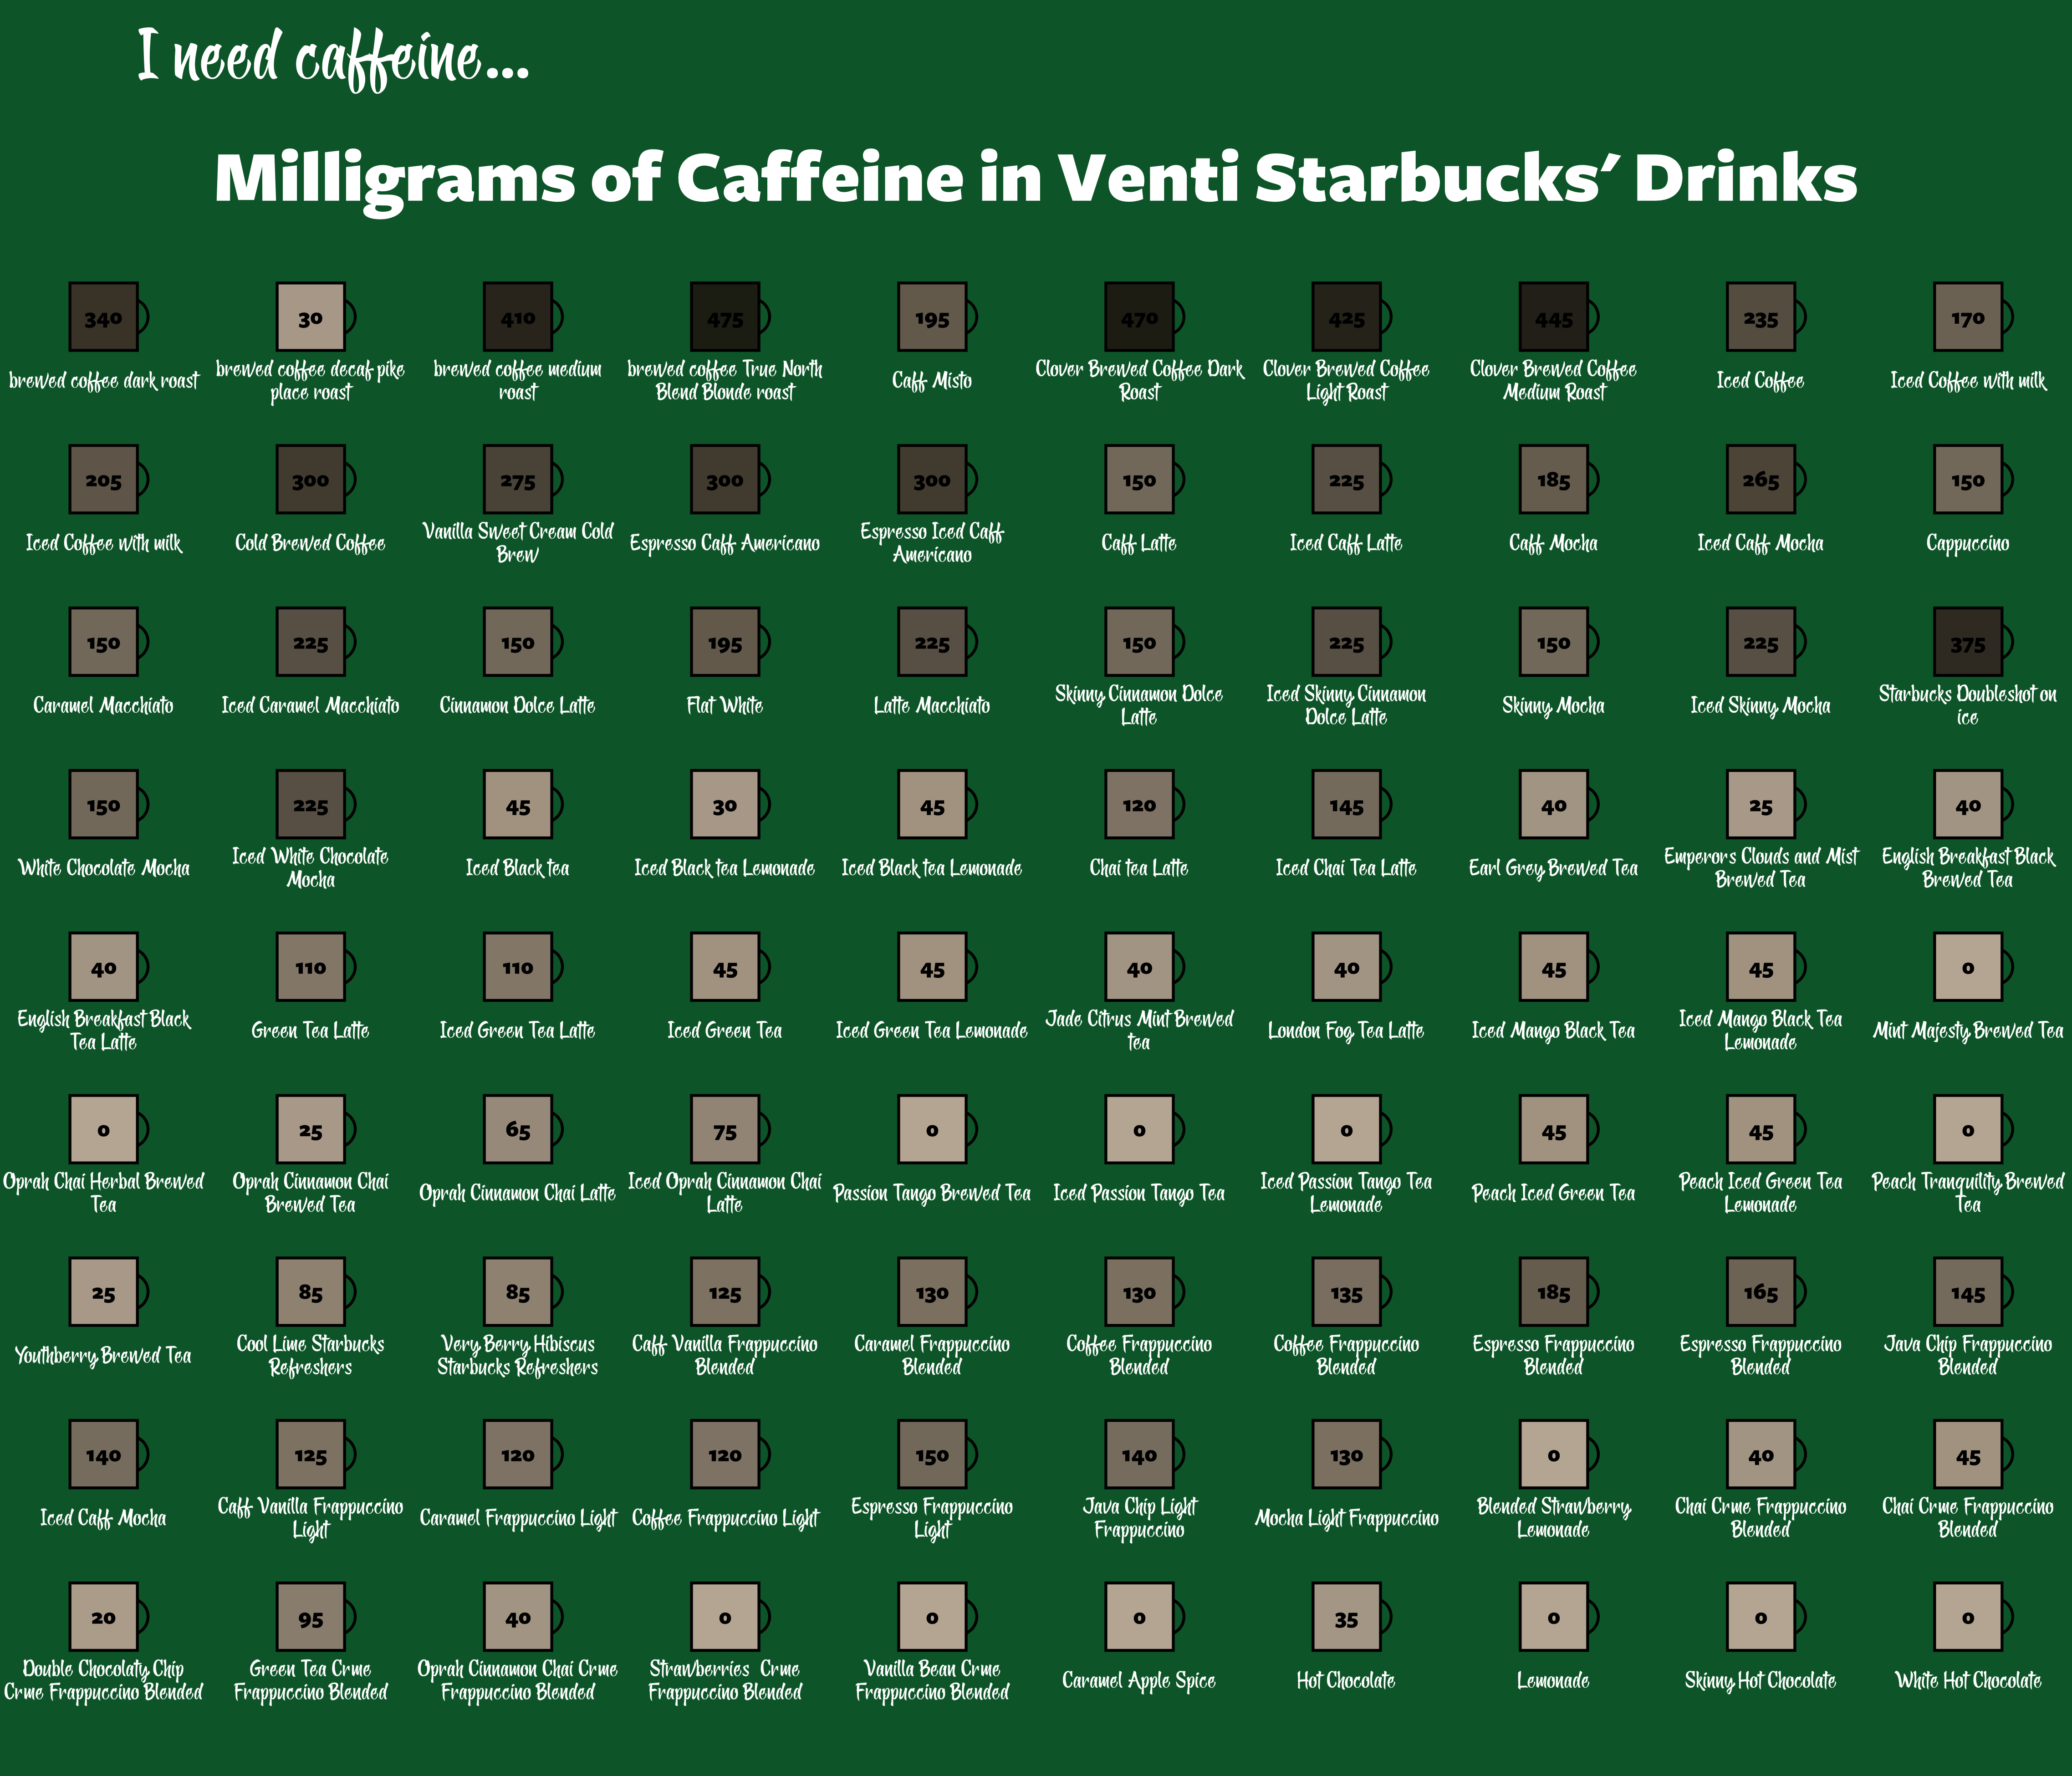 I need caffeine...
Milligrams of Caffeine in Venti Starbucks' Drinks
340 30 410 475 195 470 425 445 235 170
brewed coffee dark roast
brewed coffee decaf pike
place roast
brewed coffee medium
roast
brewed coffee True North
Blend Blonde roast
Caff Misto
Clover Brewed Coffee Dark
Roast
Clover Brewed Coffee
Light Roast
Clover Brewed Coffee
Medium Roast
Iced Coffee
Iced Coffee with milk
205 300 275 300 300 150 225 185 265 150
Iced Coffee with milk
Cold Brewed Coffee
Vanilla Sweet Cream Cold
Brew
Espresso Caff Americano
Espresso Iced Caff
Americano
Caff Latte
Iced Caff Latte
Caff Mocha
Iced Caff Mocha
Cappuccino
150 225 150 195 225 150 225 150 225 375
Caramel Macchiato
Iced Caramel Macchiato
Cinnamon Dolce Latte
Flat White
Latte Macchiato
Skinny Cinnamon Dolce
Latte
Iced Skinny Cinnamon
Dolce Latte
Skinny Mocha
Iced Skinny Mocha
Starbucks Doubleshot on
ice
150 225 45 30 45 120 145 40 25 40
White Chocolate Mocha
Iced White Chocolate
Mocha
Iced Black tea
Iced Black tea Lemonade
Iced Black tea Lemonade
Chai tea Latte
Iced Chai Tea Latte
Earl Grey Brewed Tea
Emperors Clouds and Mist
Brewed Tea
English Breakfast Black
Brewed Tea
40 110 110 45 45 40 40 45 45 0
English Breakfast Black
Tea Latte
Green Tea Latte
Iced Green Tea Latte
Iced Green Tea
Iced Green Tea Lemonade
Jade Citrus Mint Brewed
tea
London Fog Tea Latte
Iced Mango Black Tea
Iced Mango Black Tea
Lemonade
Mint Majesty Brewed Tea
0 25 65 75 0 0 0 45 45 0
Oprah Chai Herbal Brewed
Tea
Oprah Cinnamon Chai
Brewed Tea
Oprah Cinnamon Chai Latte
Iced Oprah Cinnamon Chai
Latte
Passion Tango Brewed Tea
Iced Passion Tango Tea
Iced Passion Tango Tea
Lemonade
Peach Iced Green Tea
Peach Iced Green Tea
Lemonade
Peach Tranquility Brewed
Tea
25 85 85 125 130 130 135 185 165 145
Youthberry Brewed Tea
Cool Lime Starbucks
Refreshers
Very Berry Hibiscus
Starbucks Refreshers
Caff Vanilla Frappuccino
Blended
Caramel Frappuccino
Blended
Coffee Frappuccino
Blended
Coffee Frappuccino
Blended
Espresso Frappuccino
Blended
Espresso Frappuccino
Blended
Java Chip Frappuccino
Blended
140 125 120 120 150 140 130 0 40 45
Iced Caff Mocha
Caff Vanilla Frappuccino
Light
Caramel Frappuccino Light
Coffee Frappuccino Light
Espresso Frappuccino
Light
Java Chip Light
Frappuccino
Mocha Light Frappuccino
Blended Strawberry
Lemonade
Chai Crme Frappuccino
Blended
Chai Crme Frappuccino
Blended
20 95 40 0 0 0 35 0 0 0
Double Chocolaty Chip
Crme Frappuccino Blended
Green Tea Crme
Frappuccino Blended
Oprah Cinnamon Chai Crme
Frappuccino Blended
Strawberries Crme
Frappuccino Blended
Vanilla Bean Crme
Frappuccino Blended
Caramel Apple Spice
Hot Chocolate
Lemonade
Skinny Hot Chocolate
White Hot Chocolate